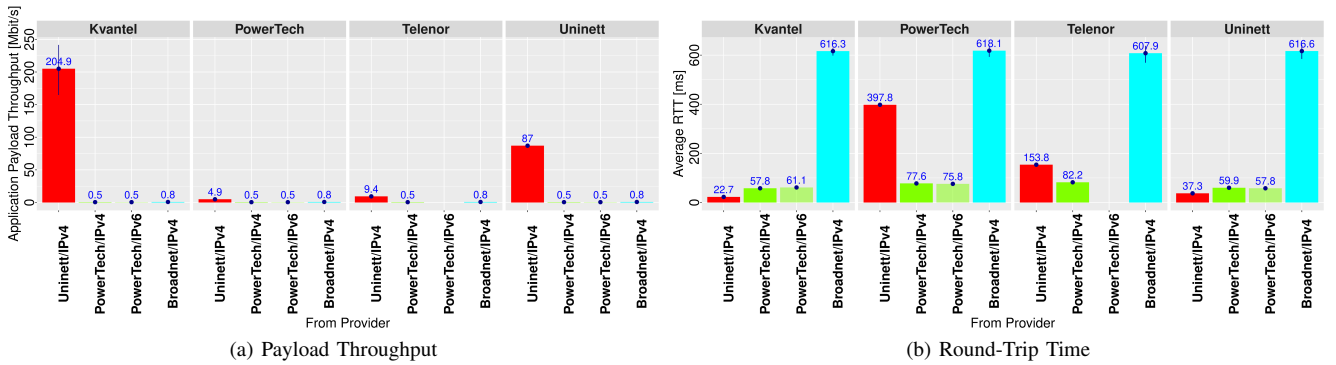 Application Payload Throughput [Mbit/s]
Kvantel
PowerTech
Telenor
Uninett
250
200
150
100
50
0
204.9
0.5
0.5
0.8
4.9
0.5
0.5
0.8
9.4
0.5
0.8
87
0.5
0.5
0.8
Uninett/IPv4
PowerTech/IPv4
PowerTech/IPv6
Broadnet/IPv4
Uninett/IPv4
PowerTech/IPv4
PowerTech/IPv6
Broadnet/IPv4
Uninett/IPv4
PowerTech/IPv4
PowerTech/IPv6
Broadnet/IPv4
Uninett/IPv4
PowerTech/IPv4
PowerTech/IPv6
Broadnet/IPv4
From Provider
(a) Payload Throughput
Average RTT [ms]
Kvantel
PowerTech
Telenor
Uninett
600
400
200
0
22.7
57.8
61.1
616.3
397.8
77.6
75.8
618.1
153.8
82.2
607.9
37.3
59.9
57.8
616.6
Uninett/IPv4
PowerTech/IPv4
PowerTech/IPv6
Broadnet/IPv4
Uninett/IPv4
PowerTech/IPv4
PowerTech/IPv6
Broadnet/IPv4
Uninett/IPv4
PowerTech/IPv4
PowerTech/IPv6
Broadnet/IPv4
Uninett/IPv4
PowerTech/IPv4
PowerTech/IPv6
Broadnet/IPv4
From Provider
(b) Round-Trip Time